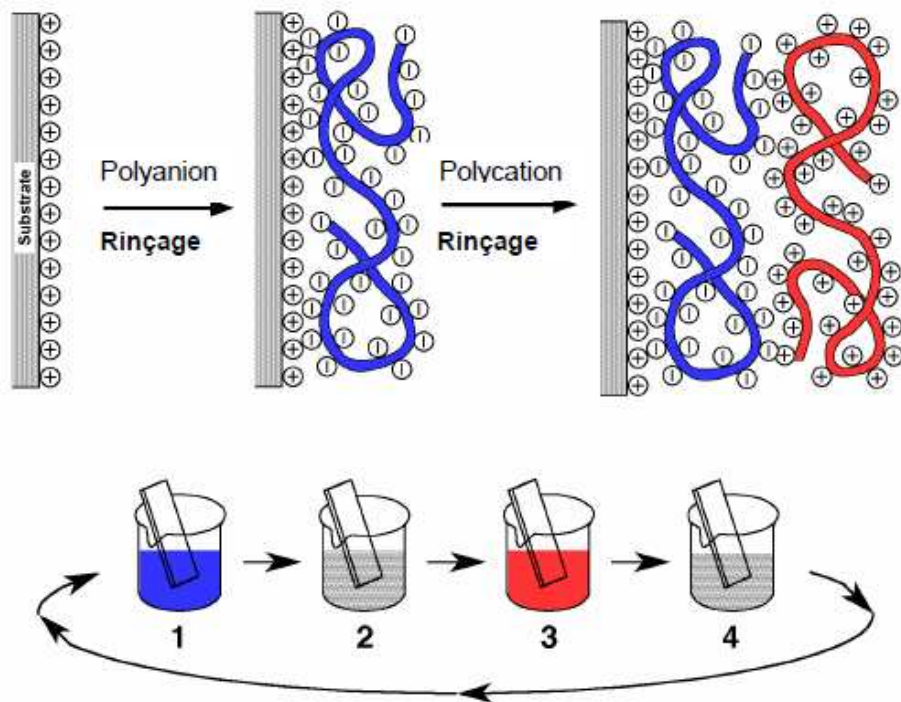 Substrate
Polyanion
Rinçage
Polycation
Rinçage
1 2 3 4